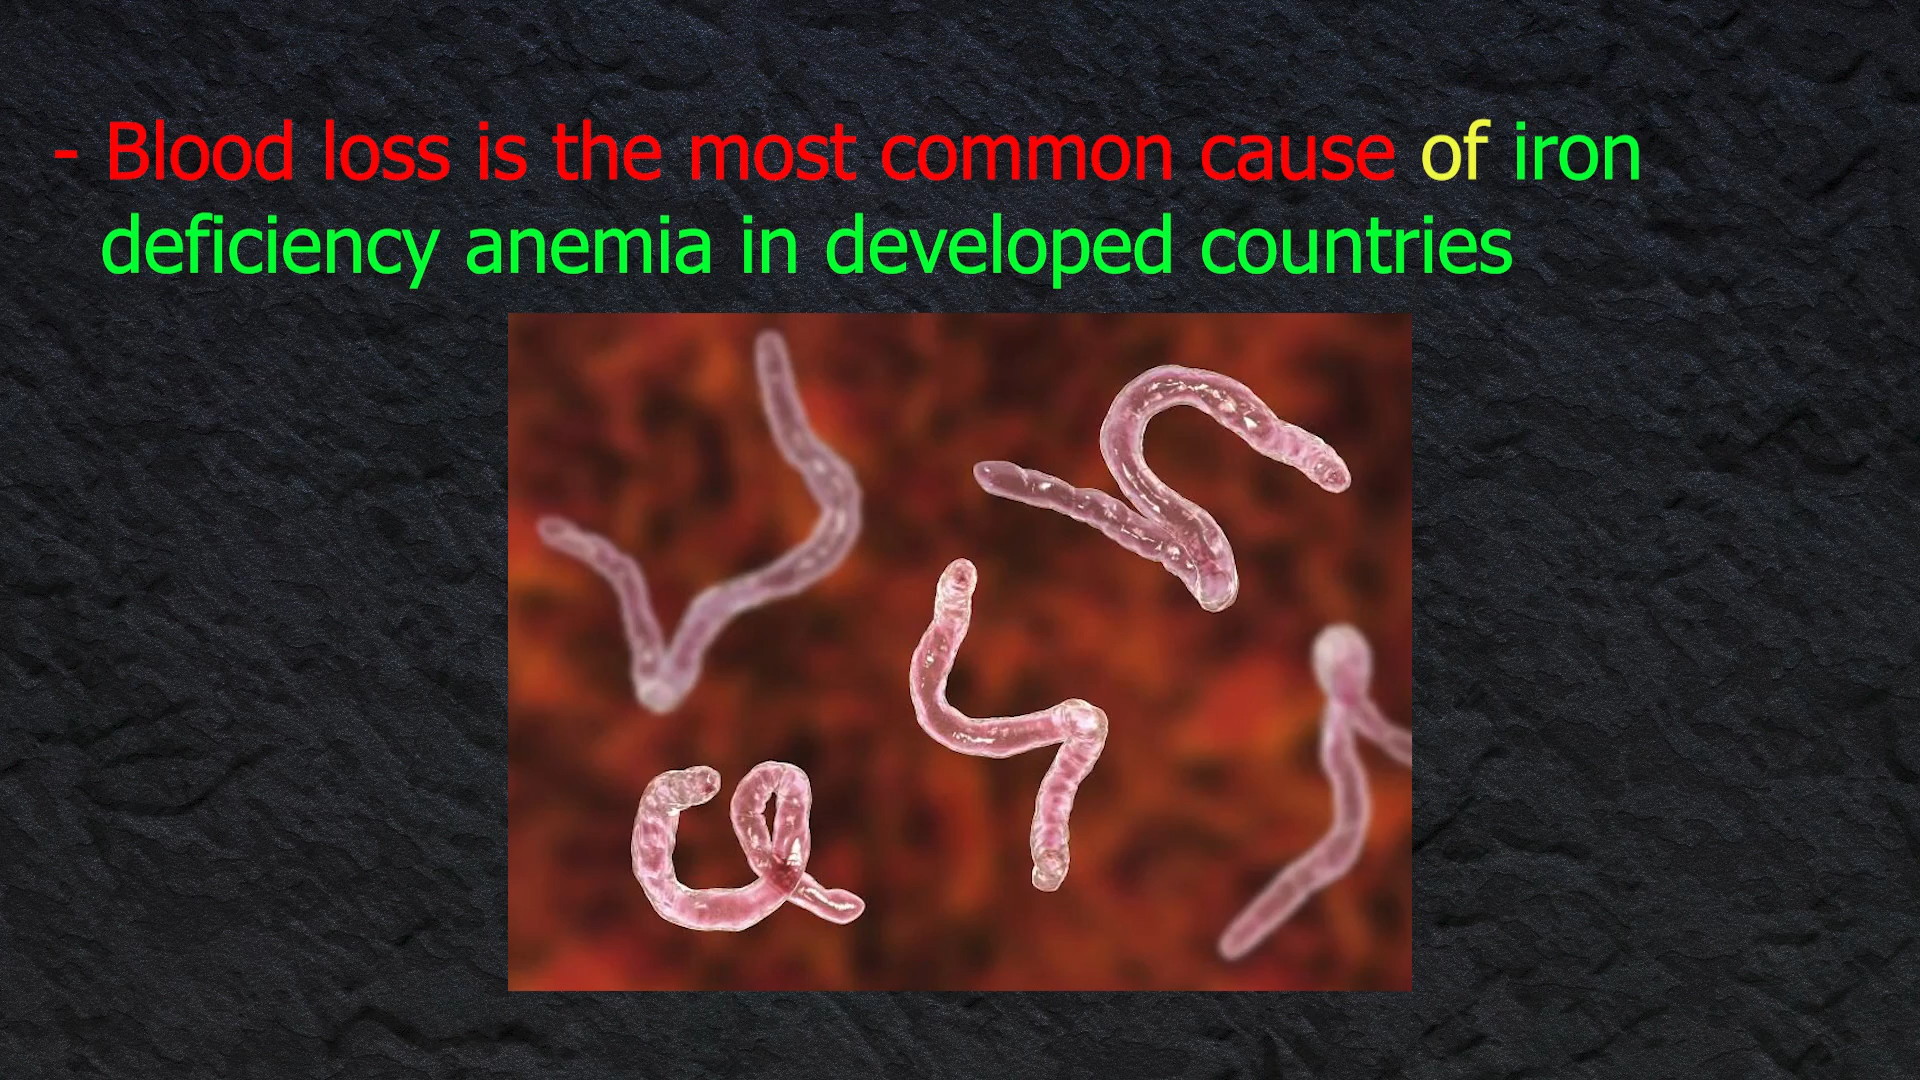 - Blood loss is the most common cause of iron
deficiency anemia in developed countries